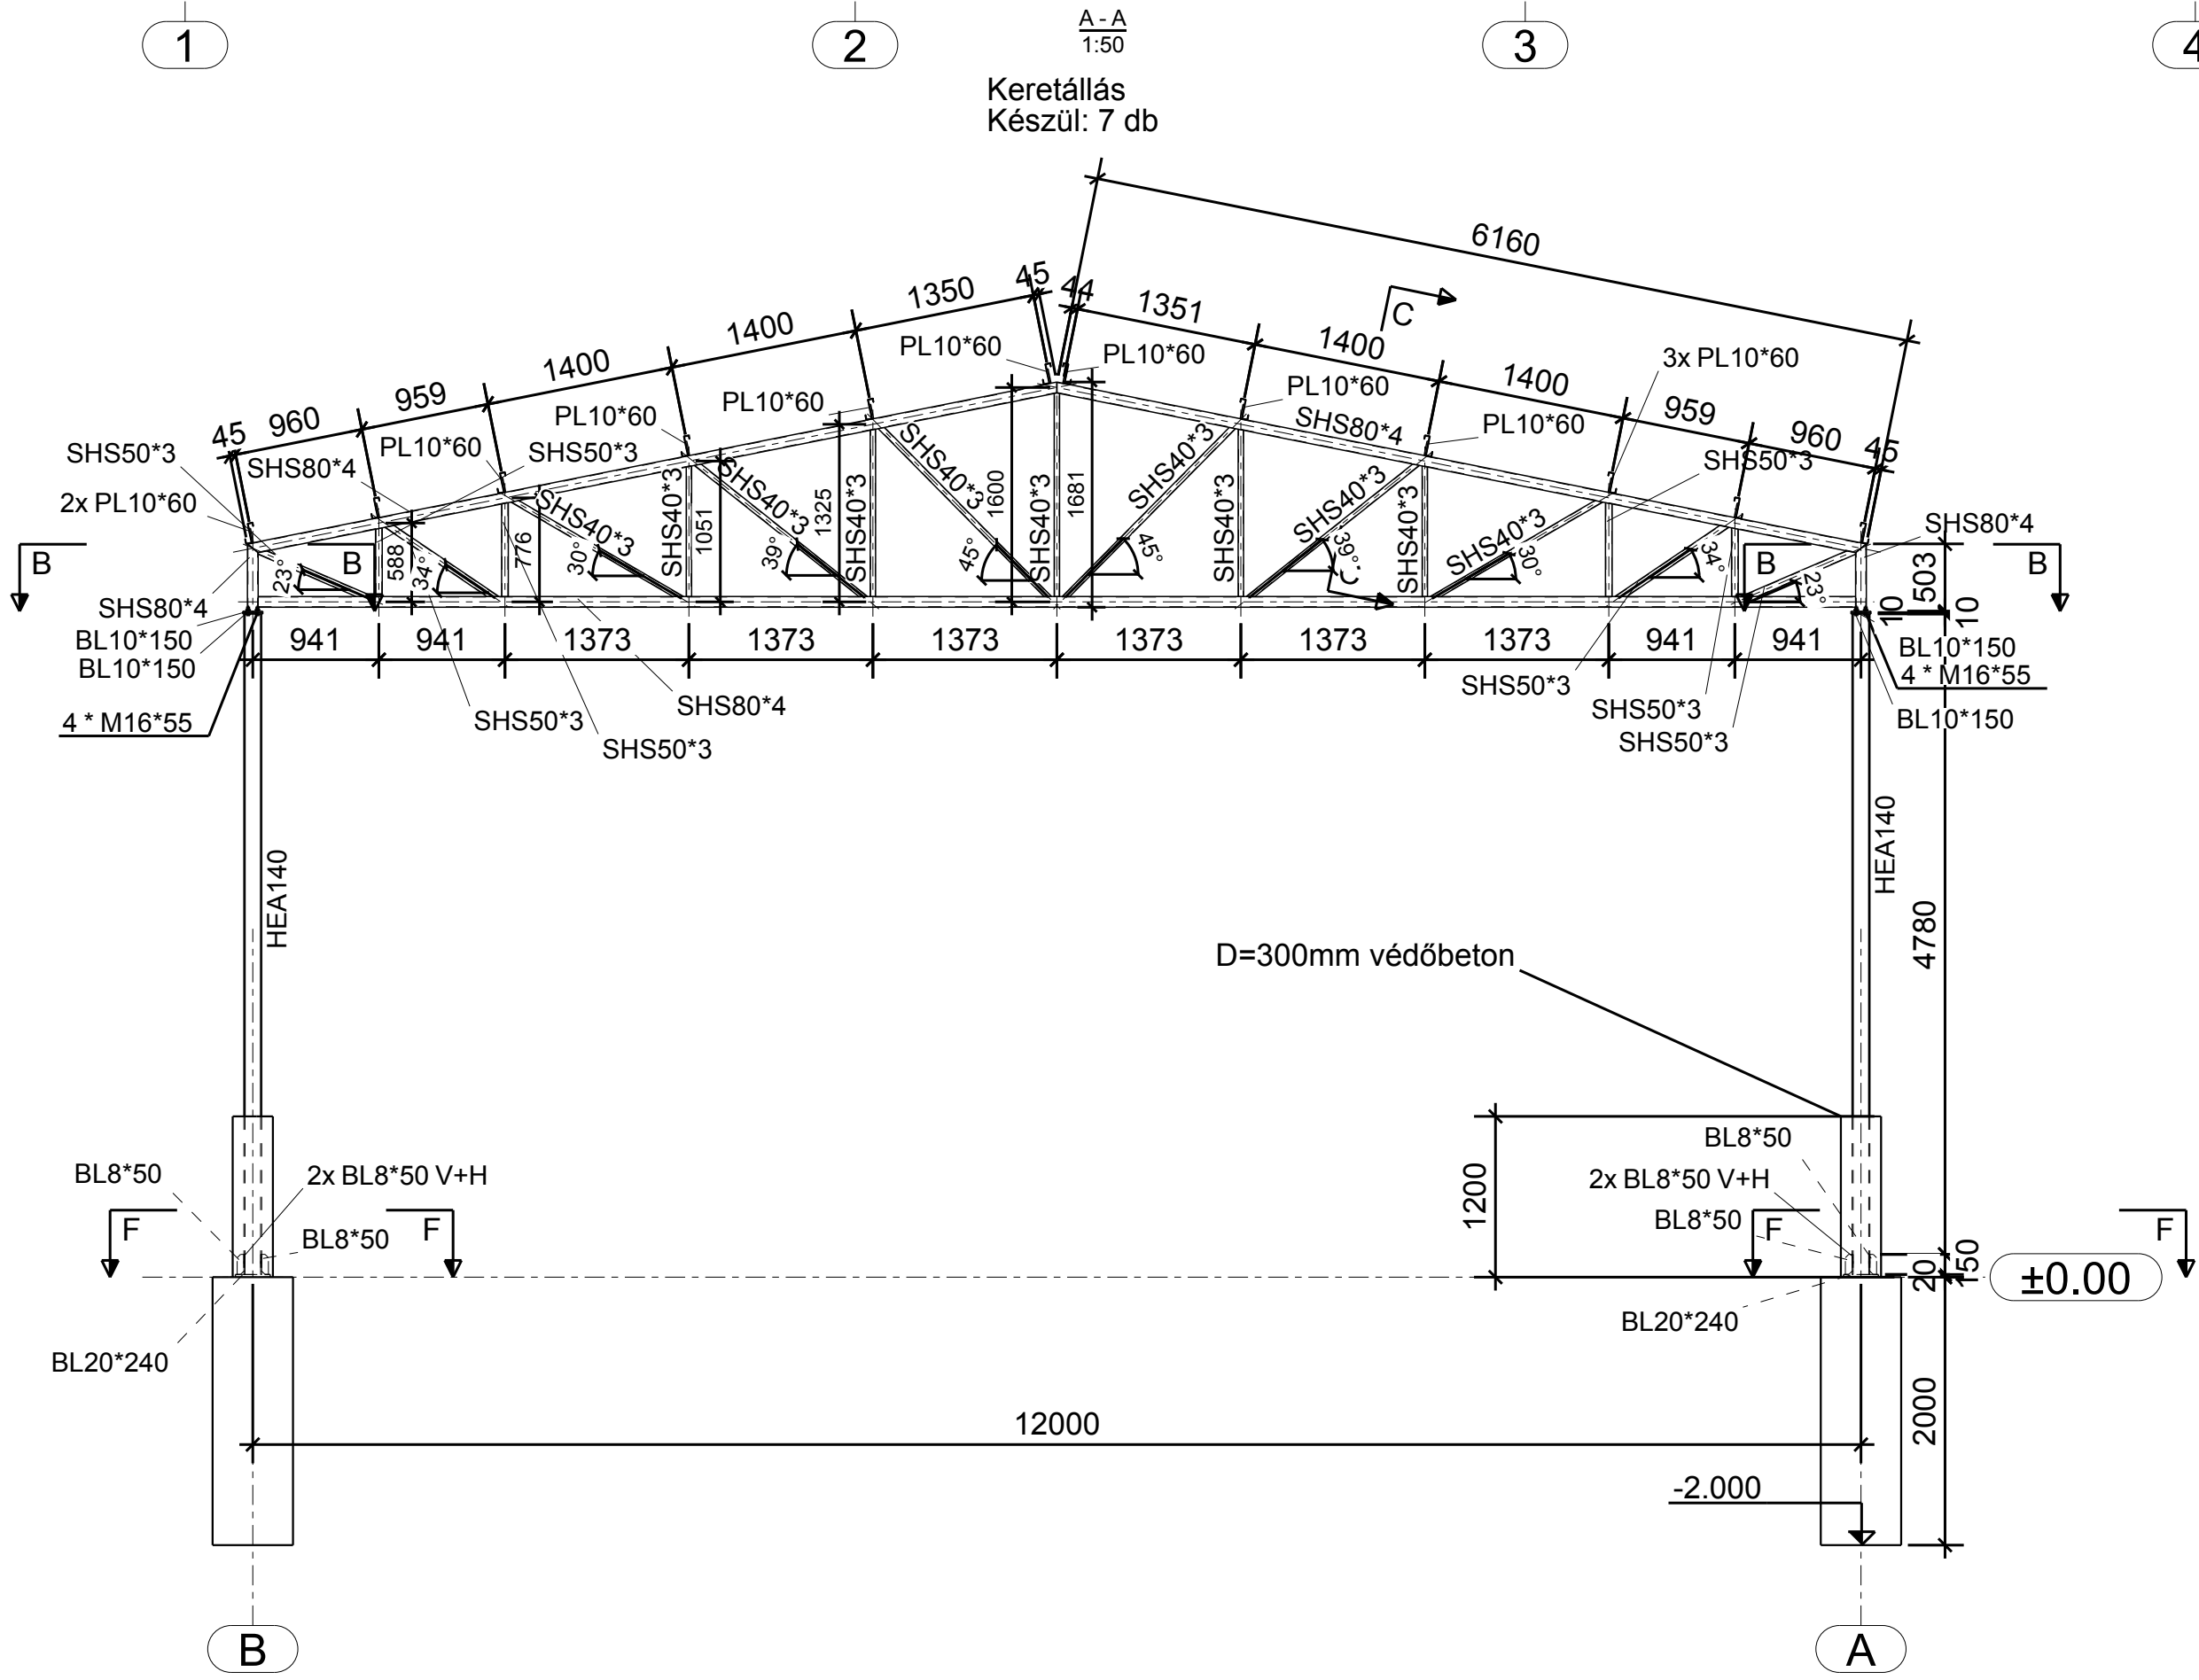 1
2
3
4
A - A
1:50
Keretállás
Készül: 7 db
6160
45
960
959
1400
1400
1350
45
44
1351
1400
1400
959
960
45
SHS50*3
2x PL10*60
SHS80*4
PL10*60
SHS50*3
PL10*60
PL10*60
PL10*60
PL10*60
PL10*60
SHS80*4
PL10*60
3x PL10*60
SHS50*3
SHS80*4
C
C
B
B
B
B
23°
588
34°
776
30°
SHS40*3
SHS40*3
1051
SHS40*3
39°
1325
SHS40*3
SHS40*3
45°
1600
SHS40*3
1681
SHS40*3
45°
SHS40*3
SHS40*3
39°
SHS40*3
SHS40*3
30°
34°
23°
503
10
10
SHS80*4
BL10*150
BL10*150
4 * M16*55
941
941
1373
1373
1373
1373
1373
1373
941
941
SHS50*3
SHS80*4
SHS50*3
SHS50*3
SHS50*3
SHS50*3
BL10*150
4 * M16*55
BL10*150
HEA140
HEA140
4780
D=300mm védőbeton
1200
BL8*50
2x BL8*50 V+H
BL8*50
F
F
BL20*240
BL8*50
2x BL8*50 V+H
BL8*50
F
F
BL20*240
150
20
±0.00
2000
12000
-2.000
B
A